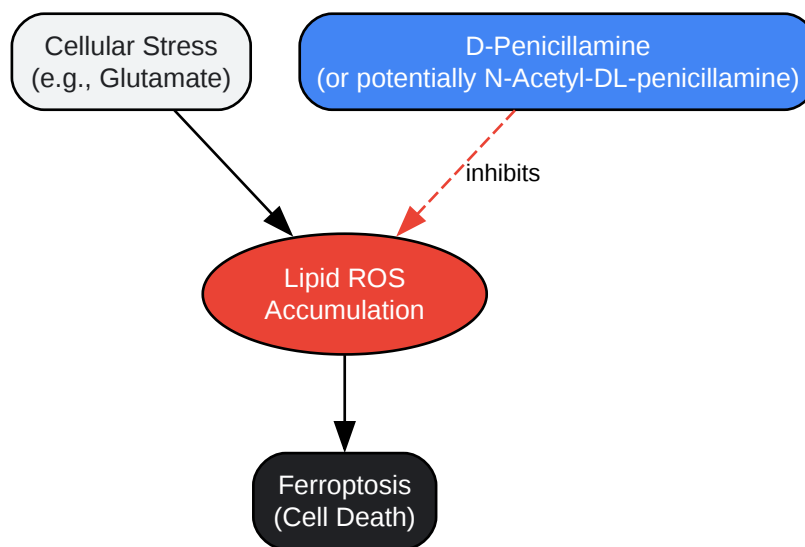 Cellular Stress
(e.g., Glutamate)
D-Penicillamine
(or potentially N-Acetyl-DL-penicillamine)
inhibits
Lipid ROS
Accumulation
Ferroptosis
(Cell Death)